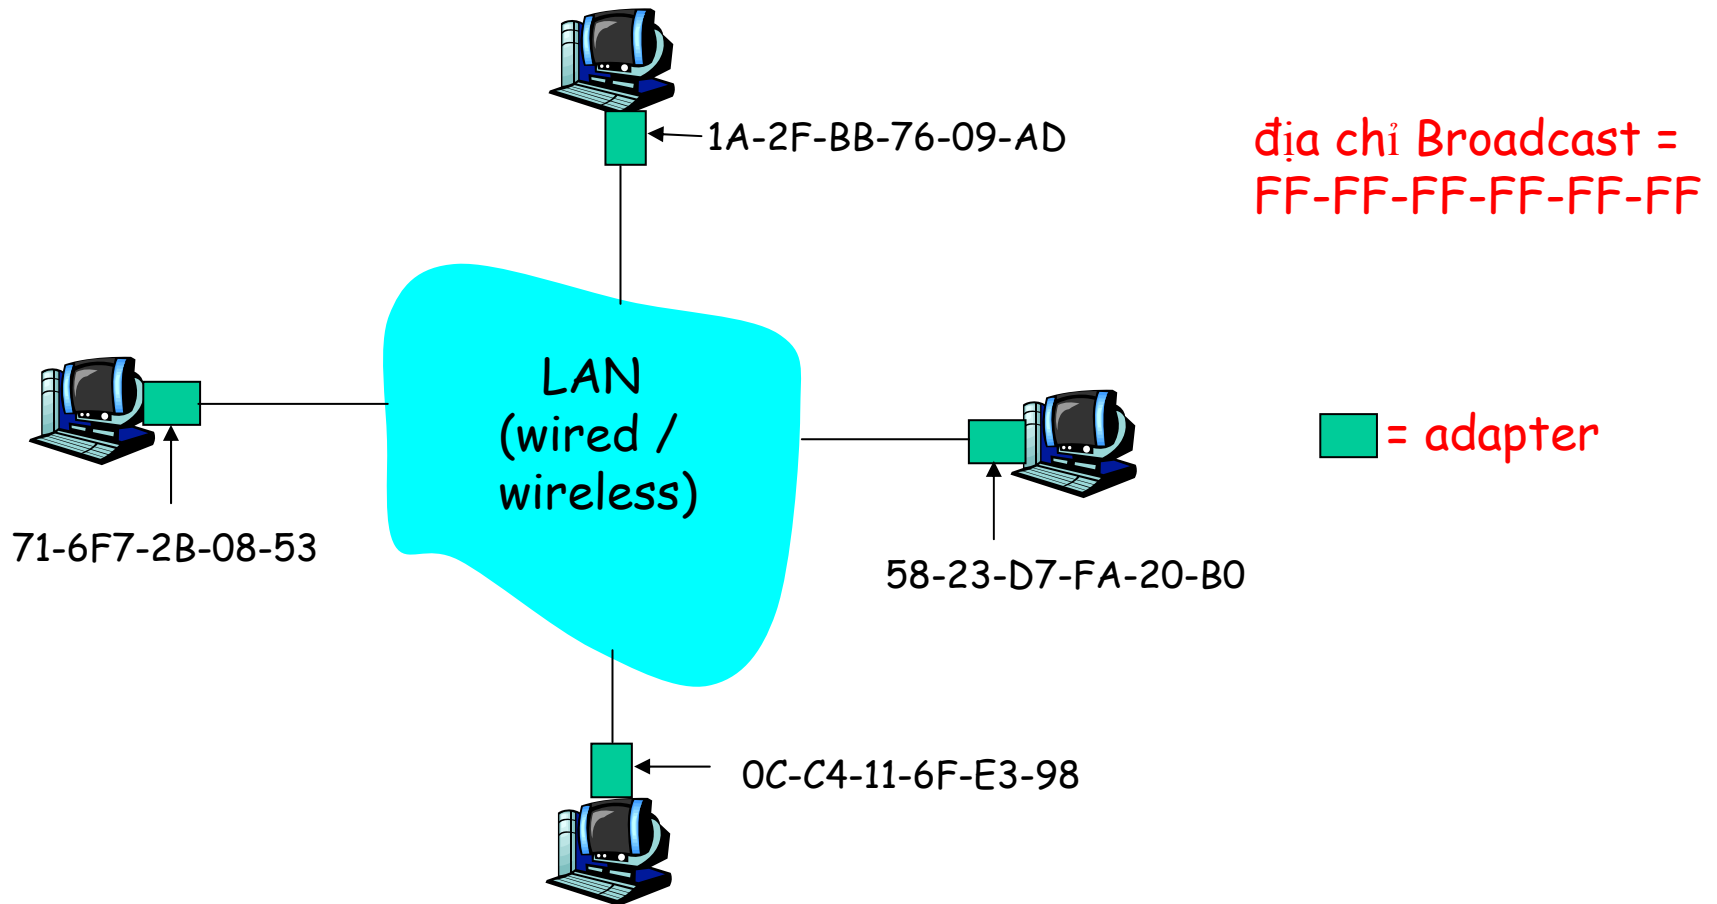 1A-2F-BB-76-09-AD
địa chỉ Broadcast =
FF-FF-FF-FF-FF-FF
LAN
(wired /
wireless)
= adapter
71-6F7-2B-08-53
58-23-D7-FA-20-B0
0C-C4-11-6F-E3-98